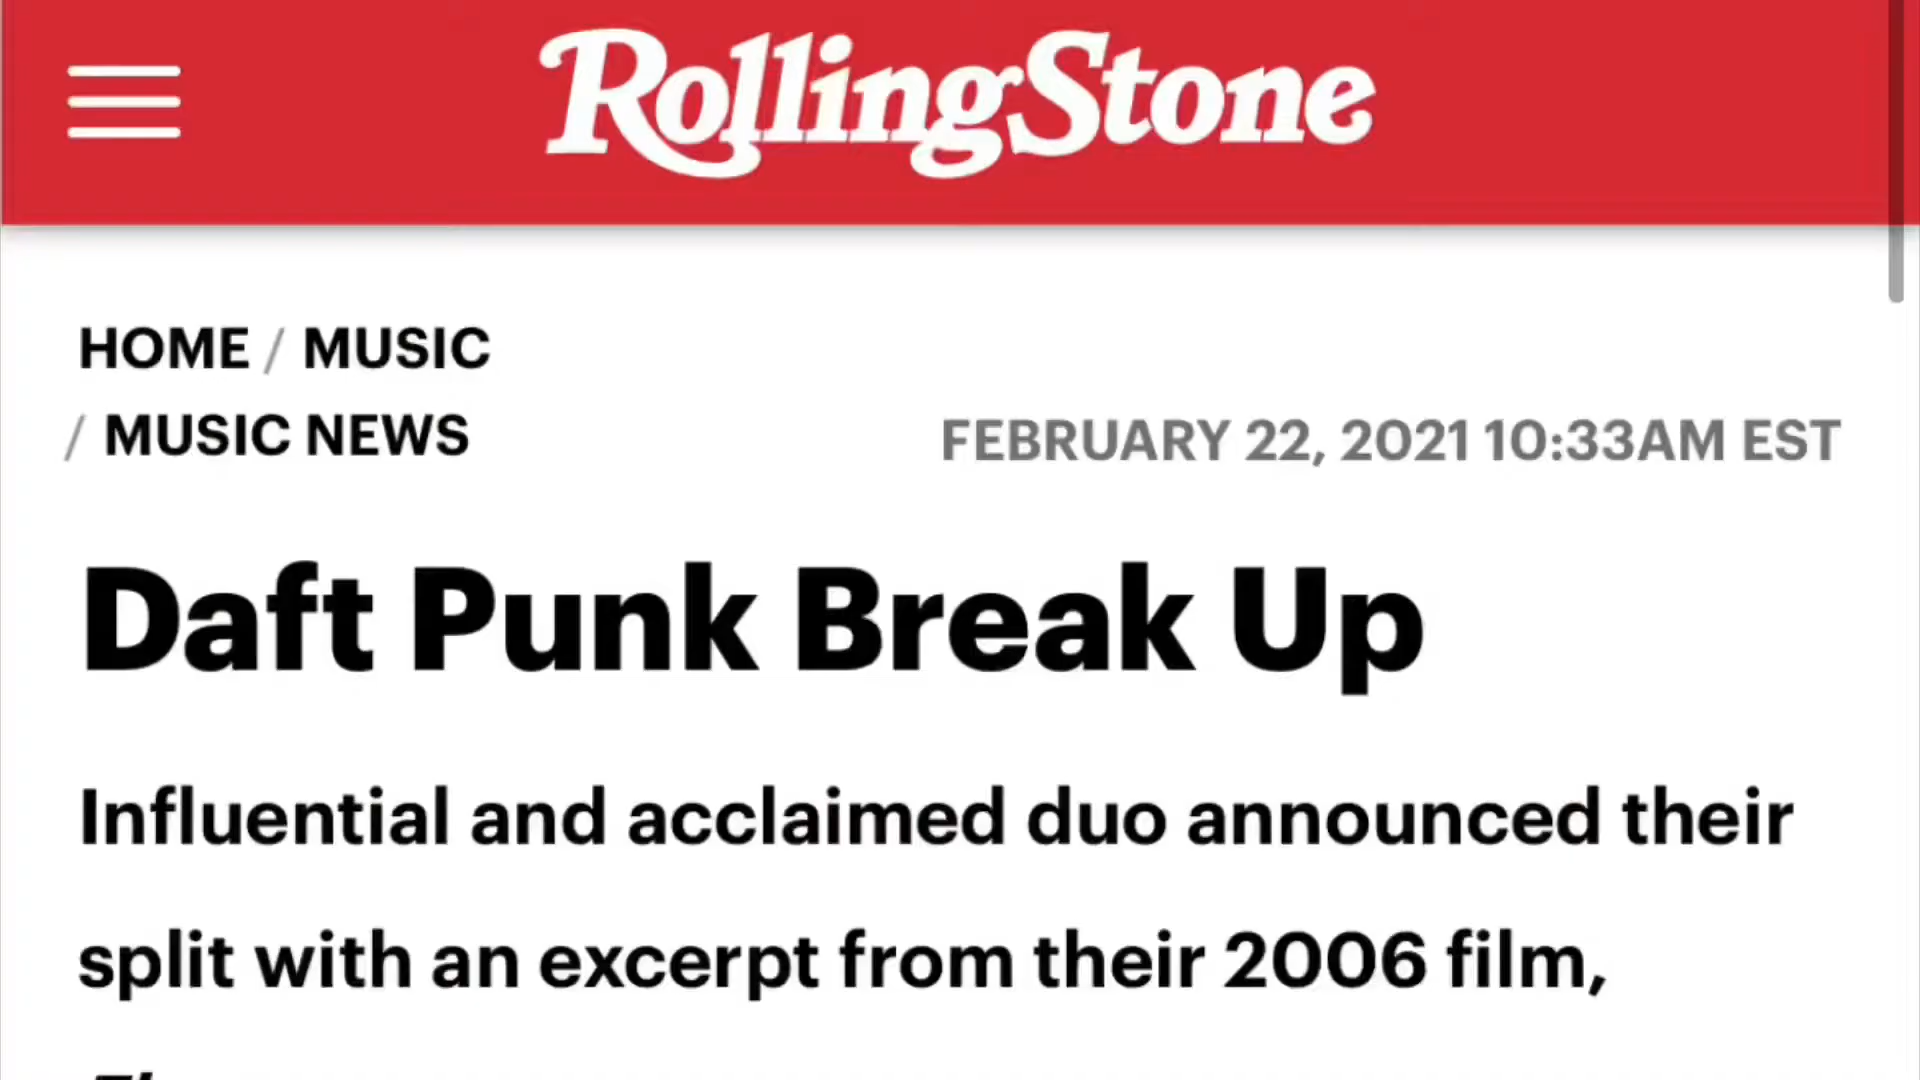 RollingStone
HOME / MUSIC
/ MUSIC NEWS
FEBRUARY 22, 2021 10:33AM EST
Daft Punk Break Up
Influential and acclaimed duo announced their
split with an excerpt from their 2006 film,